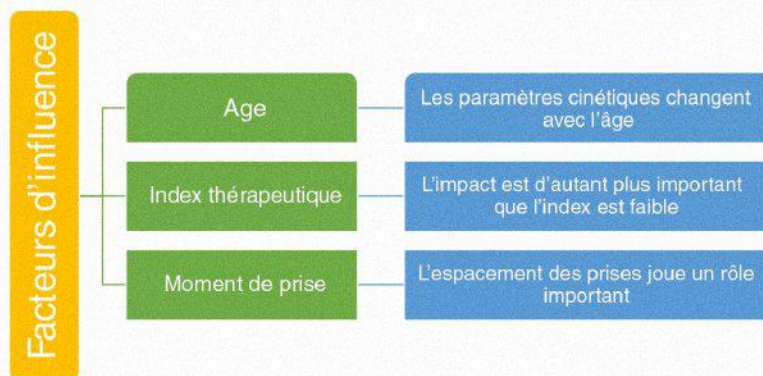 Facteurs d'influence
Age
Les paramètres cinétiques changent
avec l'âge
Index thérapeutique
L'impact est d'autant plus important
que l'index est faible
Moment de prise
L'espacement des prises joue un rôle
important